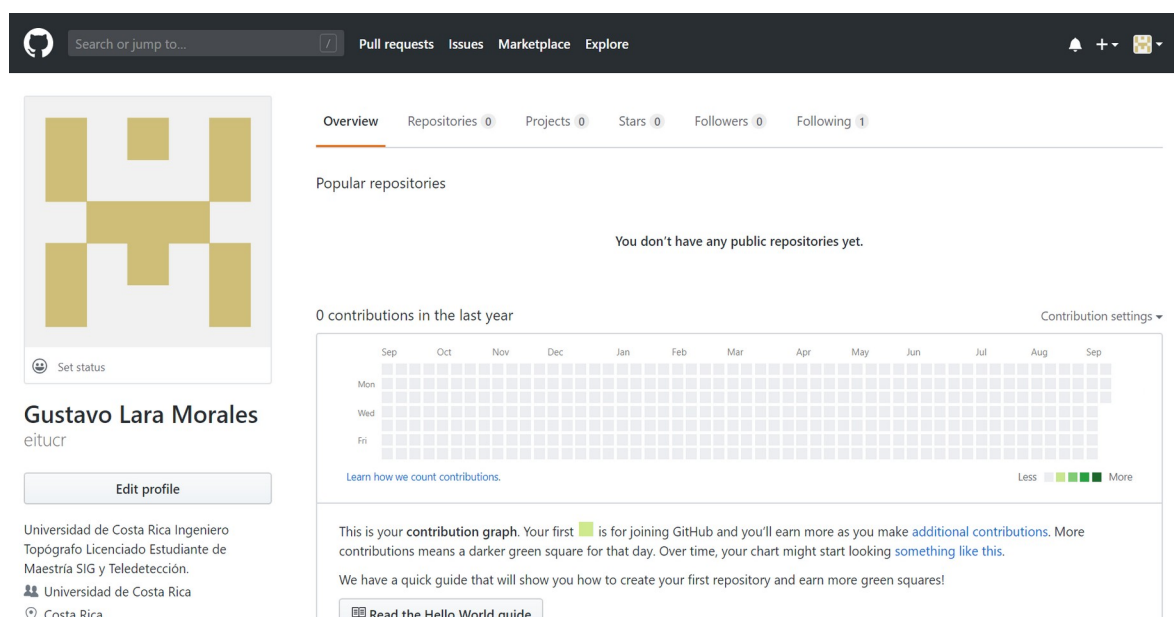 Search or jump to... /
Pull requests Issues Marketplace Explore
Set status
Gustavo Lara Morales
eitucr
Edit profile
Universidad de Costa Rica Ingeniero
Topógrafo Licenciado Estudiante de
Maestría SIG y Teledetección.
Universidad de Costa Rica
Costa Rica
Overview Repositories 0 Projects 0 Stars 0 Followers 0 Following 1
Popular repositories
You don't have any public repositories yet.
0 contributions in the last year
Contribution settings
Sep Oct Nov Dec Jan Feb Mar Apr May Jun Jul Aug Sep
Mon
Wed
Fri
Learn how we count contributions.
Less More
This is your contribution graph. Your first is for joining GitHub and you'll earn more as you make additional contributions. More
contributions means a darker green square for that day. Over time, your chart might start looking something like this.
We have a quick guide that will show you how to create your first repository and earn more green squares!
Read the Hello World guide